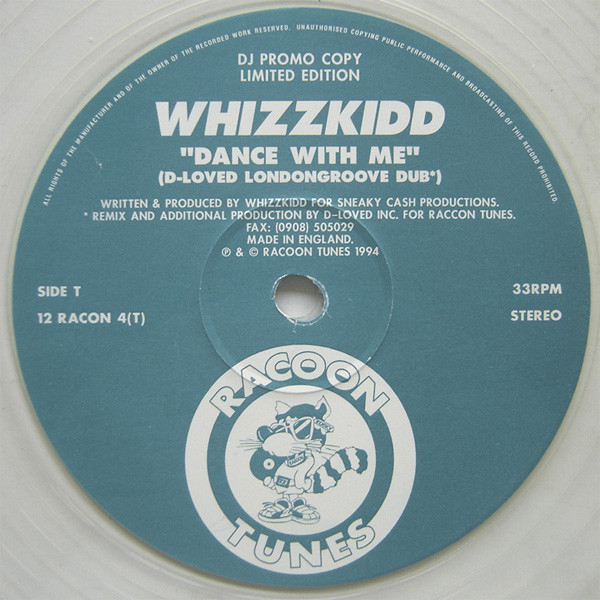 ALL RIGHTS OF THE MANUFACTURER AND OF THE OWNER OF THE RECORDED WORK RESERVED. UNAUTHORISED COPYING PUBLIC PERFORMANCE AND BROADCASTING OF THIS RECORD PROHIBITED.
DJ PROMO COPY
LIMITED EDITION
WHIZZKIDD
"DANCE WITH ME"
(D-LOVED LONDONGROOVE DUB*)
WRITTEN & PRODUCED BY WHIZZKIDD FOR SNEAKY CASH PRODUCTIONS.
* REMIX AND ADDITIONAL PRODUCTION BY D-LOVED INC. FOR RACCON TUNES.
FAX: (0908) 505029
MADE IN ENGLAND.
℗ & © RACOON TUNES 1994
SIDE T
33RPM
12 RACON 4(T)
STEREO
RACOON
TUNES